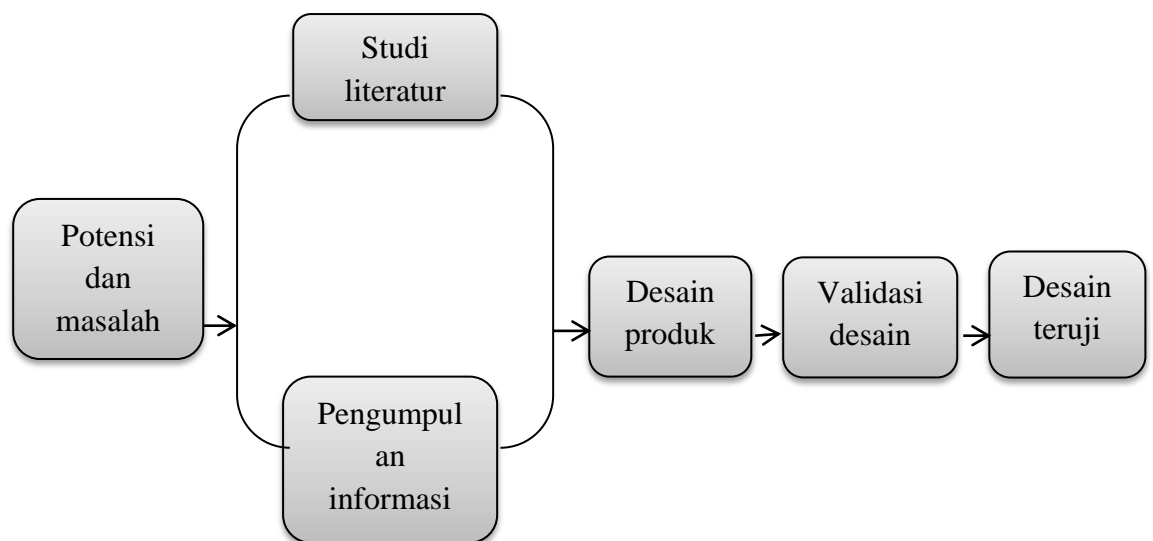 Studi
literatur
Potensi
dan
masalah
Pengumpul
an
informasi
Desain
produk
Validasi
desain
Desain
teruji